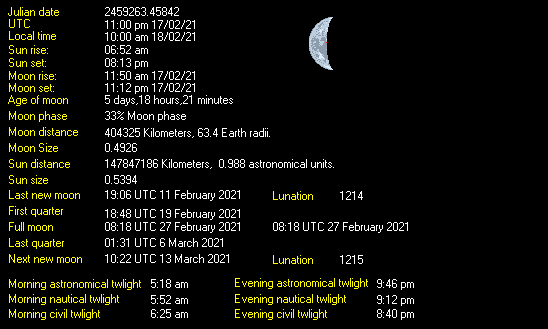 Julian date 2459263.45842
UTC 11:00 pm 17/02/21
Local time 10:00 am 18/02/21
Sun rise: 06:52 am
Sun set: 08:13 pm
Moon rise: 11:50 am 17/02/21
Moon set: 11:12 pm 17/02/21
Age of moon 5 days,18 hours,21 minutes
Moon phase 33% Moon phase
Moon distance 404325 Kilometers, 63.4 Earth radii.
Moon Size 0.4926
Sun distance 147847186 Kilometers, 0.988 astronomical units.
Sun size 0.5394
Last new moon 19:06 UTC 11 February 2021 Lunation 1214
First quarter 18:48 UTC 19 February 2021
Full moon 08:18 UTC 27 February 2021 08:18 UTC 27 February 2021
Last quarter 01:31 UTC 6 March 2021
Next new moon 10:22 UTC 13 March 2021 Lunation 1215
Morning astronomical twlight 5:18 am Evening astronomical twlight 9:46 pm
Morning nautical twlight 5:52 am Evening nautical twlight 9:12 pm
Morning civil twlight 6:25 am Evening civil twlight 8:40 pm